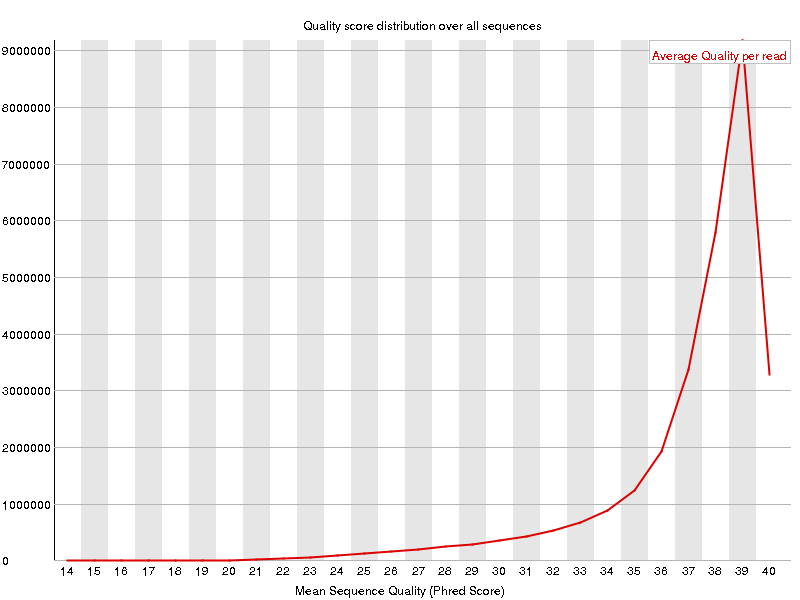 Quality score distribution over all sequences
Average Quality per read
9000000
8000000
7000000
6000000
5000000
4000000
3000000
2000000
1000000
0
14 15 16 17 18 19 20 21 22 23 24 25 26 27 28 29 30 31 32 33 34 35 36 37 38 39 40
Mean Sequence Quality (Phred Score)